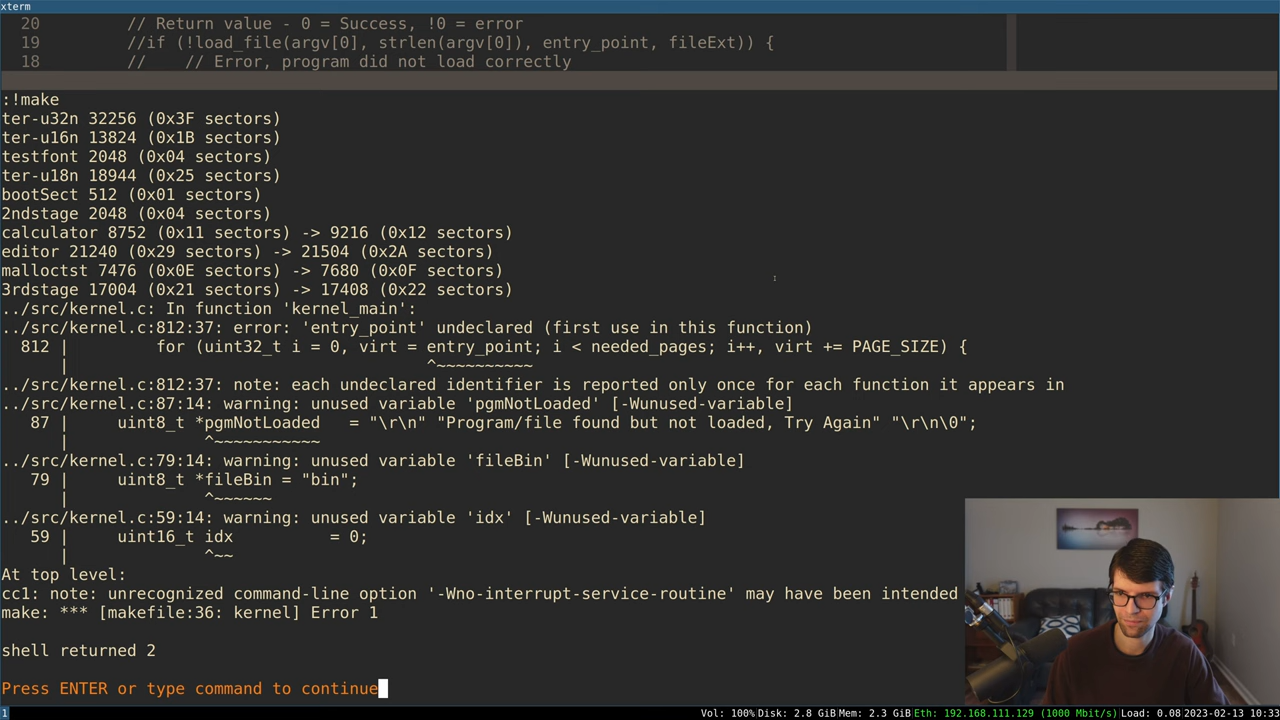 xterm
20 // Return value - 0 = Success, !0 = error
19 //if (!load_file(argv[0], strlen(argv[0]), entry_point, fileExt)) {
18 //    // Error, program did not load correctly
:!make
ter-u32n 32256 (0x3F sectors)
ter-u16n 13824 (0x1B sectors)
testfont 2048 (0x04 sectors)
ter-u18n 18944 (0x25 sectors)
bootSect 512 (0x01 sectors)
2ndstage 2048 (0x04 sectors)
calculator 8752 (0x11 sectors) -> 9216 (0x12 sectors)
editor 21240 (0x29 sectors) -> 21504 (0x2A sectors)
malloctst 7476 (0x0E sectors) -> 7680 (0x0F sectors)
3rdstage 17004 (0x21 sectors) -> 17408 (0x22 sectors)
../src/kernel.c: In function 'kernel_main':
../src/kernel.c:812:37: error: 'entry_point' undeclared (first use in this function)
812 |         for (uint32_t i = 0, virt = entry_point; i < needed_pages; i++, virt += PAGE_SIZE) {
|                                     ^~~~~~~~~~~
../src/kernel.c:812:37: note: each undeclared identifier is reported only once for each function it appears in
../src/kernel.c:87:14: warning: unused variable 'pgmNotLoaded' [-Wunused-variable]
87 |     uint8_t *pgmNotLoaded   = "\r\n" "Program/file found but not loaded, Try Again" "\r\n\0";
|              ^~~~~~~~~~~~
../src/kernel.c:79:14: warning: unused variable 'fileBin' [-Wunused-variable]
79 |     uint8_t *fileBin = "bin";
|              ^~~~~~~
../src/kernel.c:59:14: warning: unused variable 'idx' [-Wunused-variable]
59 |     uint16_t idx          = 0;
|              ^~~
At top level:
cc1: note: unrecognized command-line option '-Wno-interrupt-service-routine' may have been intended
make: *** [makefile:36: kernel] Error 1
shell returned 2
Press ENTER or type command to continue
1 Vol: 100% Disk: 2.8 GiB Mem: 2.3 GiB Eth: 192.168.111.129 (1000 Mbit/s) Load: 0.08 2023-02-13 10:33